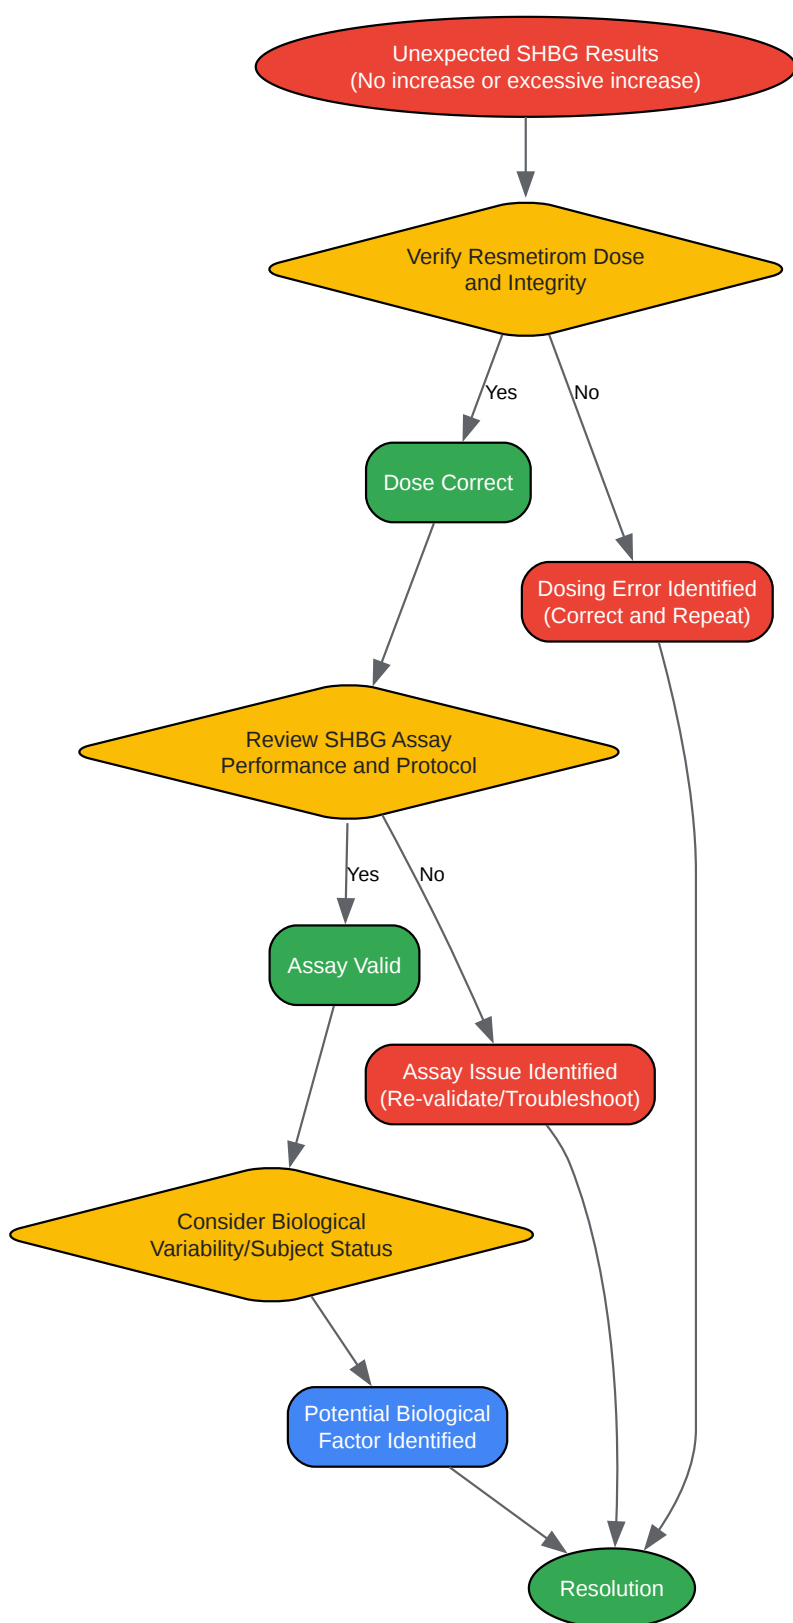 Unexpected SHBG Results
(No increase or excessive increase)
Verify Resmetirom Dose
and Integrity
Yes
No
Dose Correct
Dosing Error Identified
(Correct and Repeat)
Review SHBG Assay
Performance and Protocol
Yes
No
Assay Valid
Assay Issue Identified
(Re-validate/Troubleshoot)
Consider Biological
Variability/Subject Status
Potential Biological
Factor Identified
Resolution